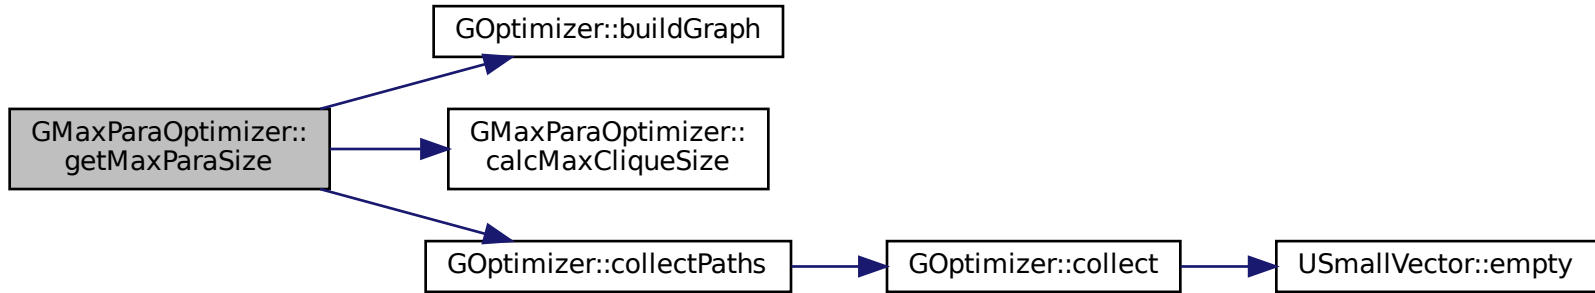 GOptimizer::buildGraph
GMaxParaOptimizer::
getMaxParaSize
GMaxParaOptimizer::
calcMaxCliqueSize
GOptimizer::collectPaths
GOptimizer::collect
USmallVector::empty